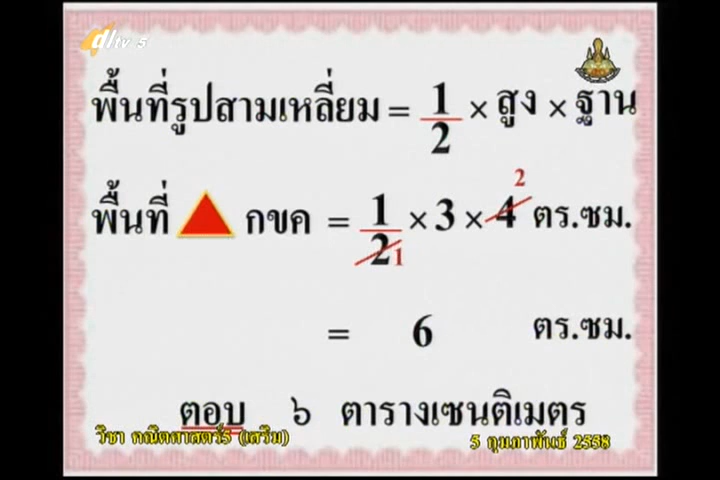 dltv 5
พื้นที่รูปสามเหลี่ยม = 1/2 × สูง × ฐาน
พื้นที่ กขค = 1/2 × 3 × 4 ตร.ซม.
2
1
= 6 ตร.ซม.
ตอบ ๖ ตารางเซนติเมตร
วิชา คณิตศาสตร์5 (เสริม)
5 กุมภาพันธ์ 2558